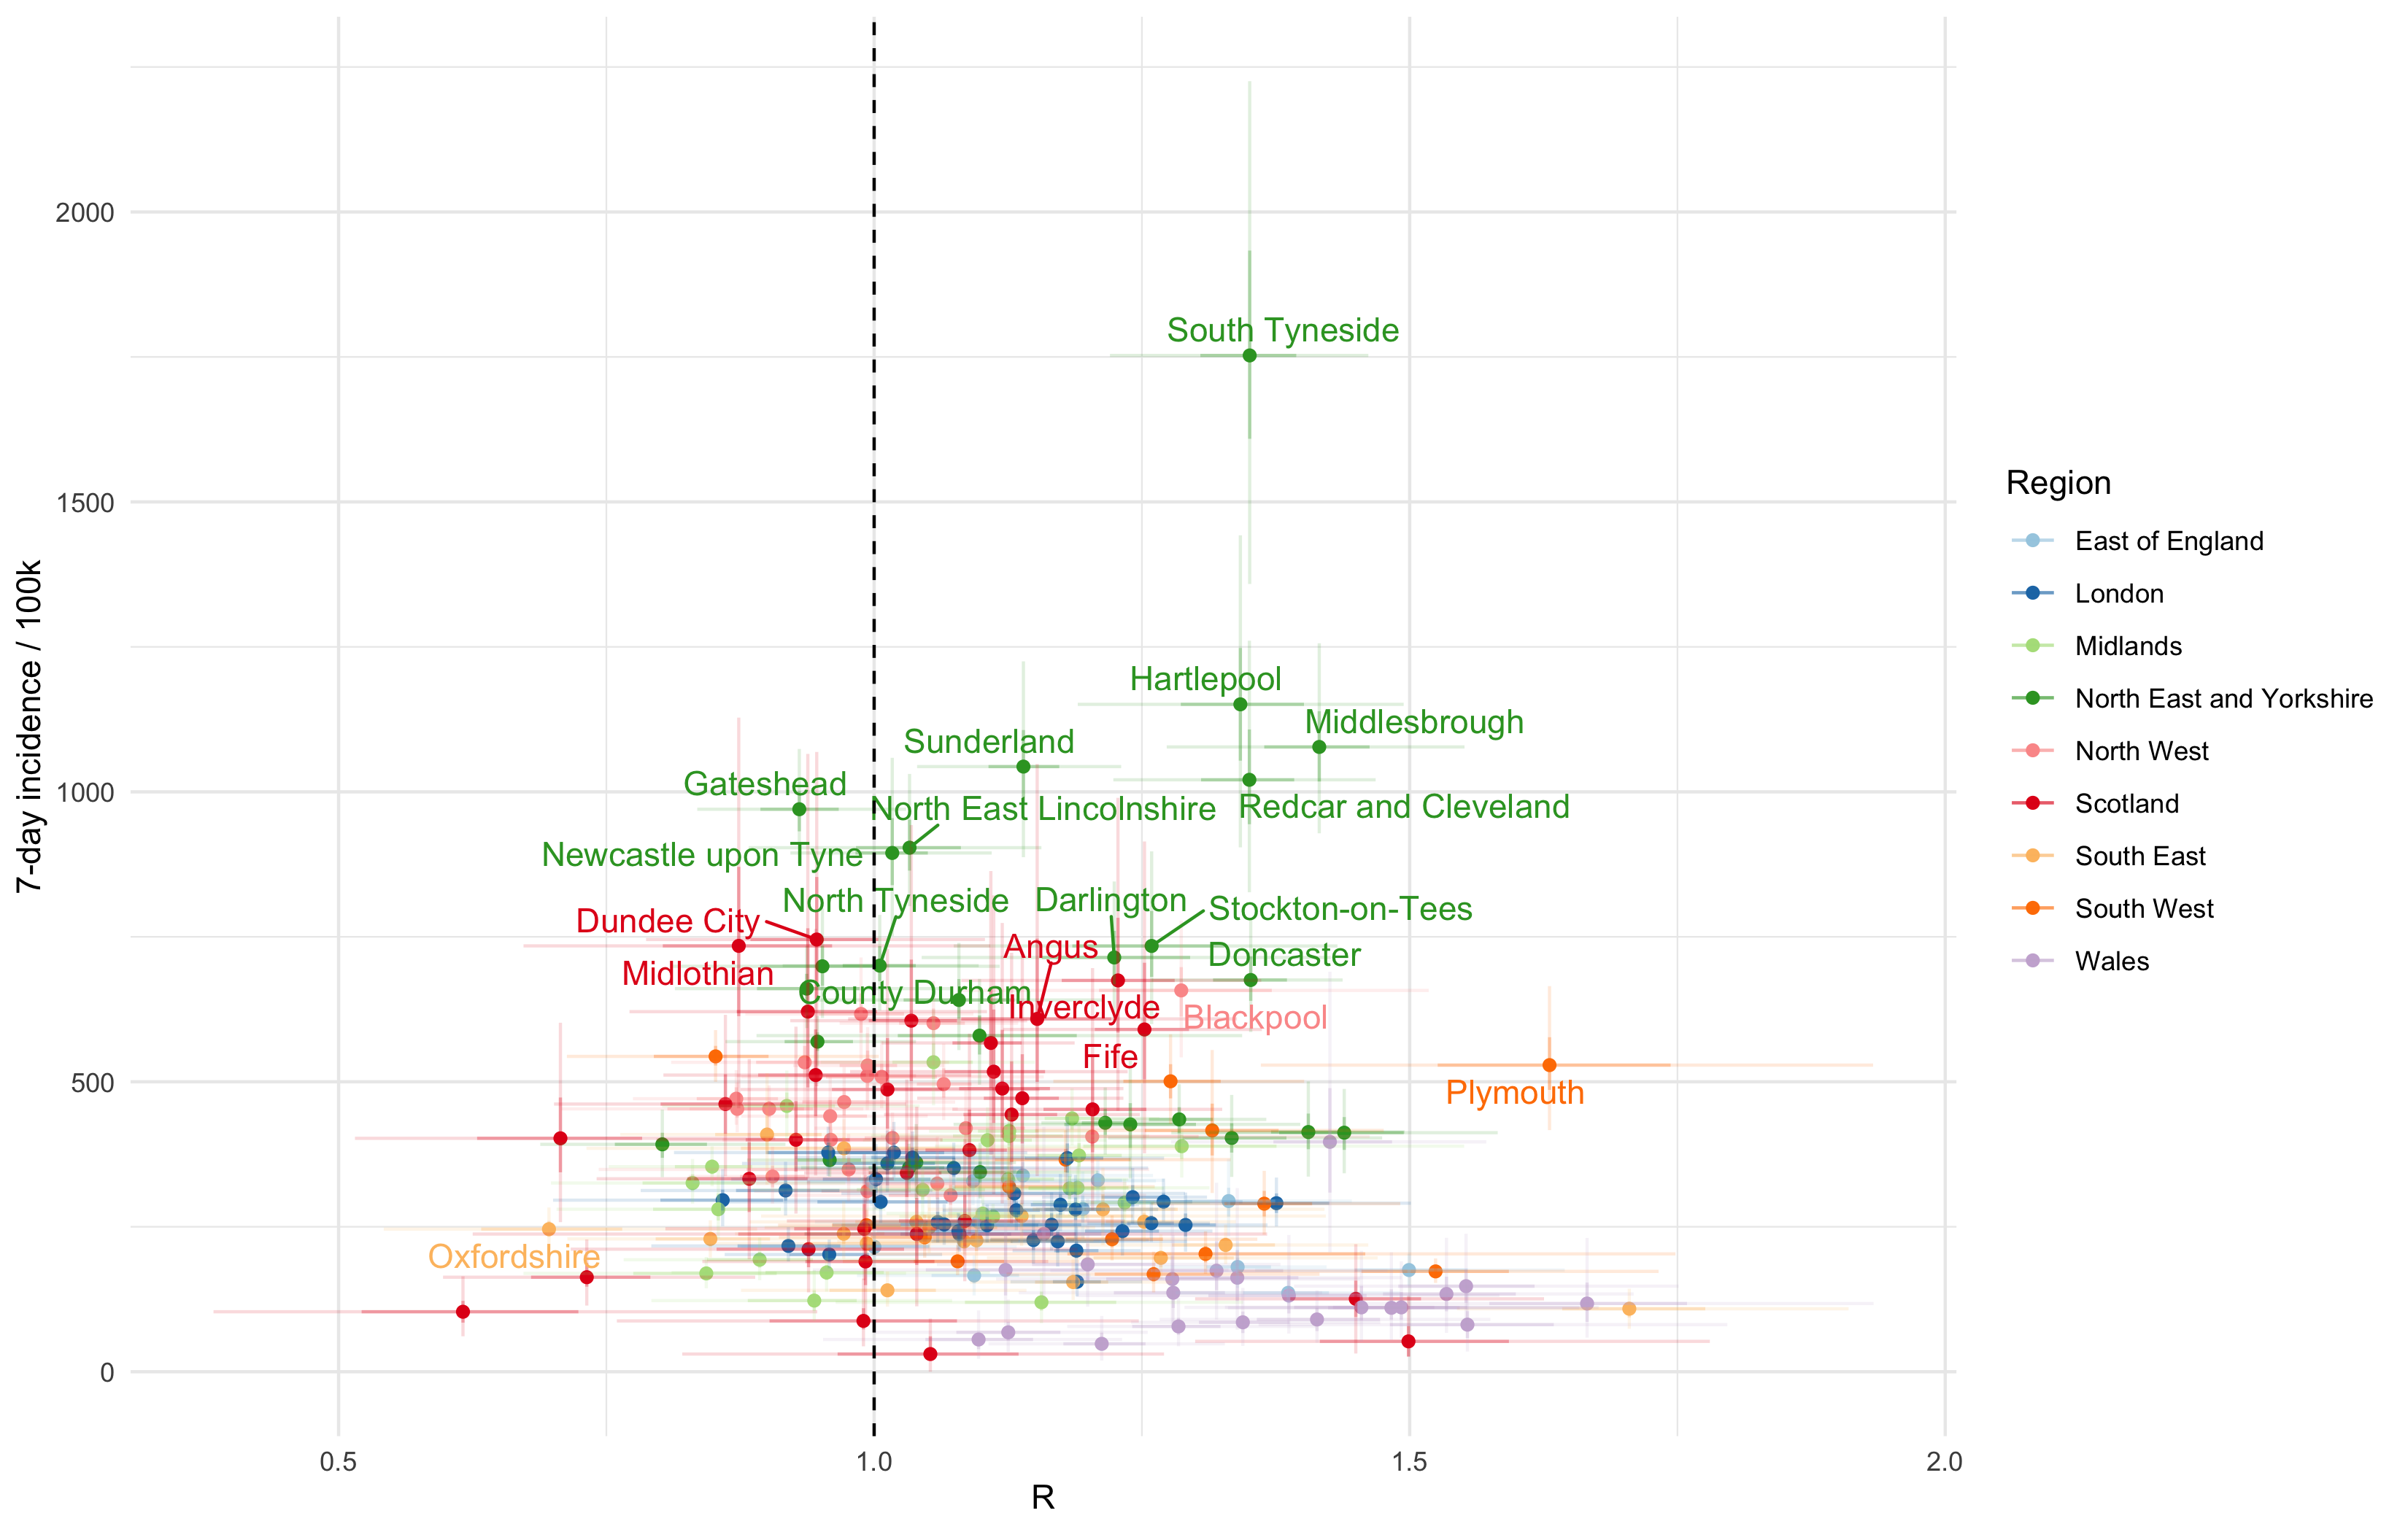 2000
1500
1000
500
0
7-day incidence / 100k
South Tyneside
Hartlepool
Middlesbrough
Sunderland
Gateshead
North East Lincolnshire
Redcar and Cleveland
Newcastle upon Tyne
North Tyneside
Darlington
Stockton-on-Tees
Dundee City
Angus
Doncaster
Midlothian
County Durham
Inverclyde
Blackpool
Fife
Plymouth
Oxfordshire
0.5
1.0
1.5
2.0
R
Region
East of England
London
Midlands
North East and Yorkshire
North West
Scotland
South East
South West
Wales